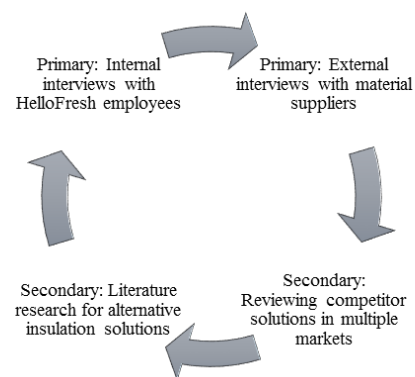 Primary: Internal
interviews with
HelloFresh employees
Primary: External
interviews with material
suppliers
Secondary:
Reviewing competitor
solutions in multiple
markets
Secondary: Literature
research for alternative
insulation solutions